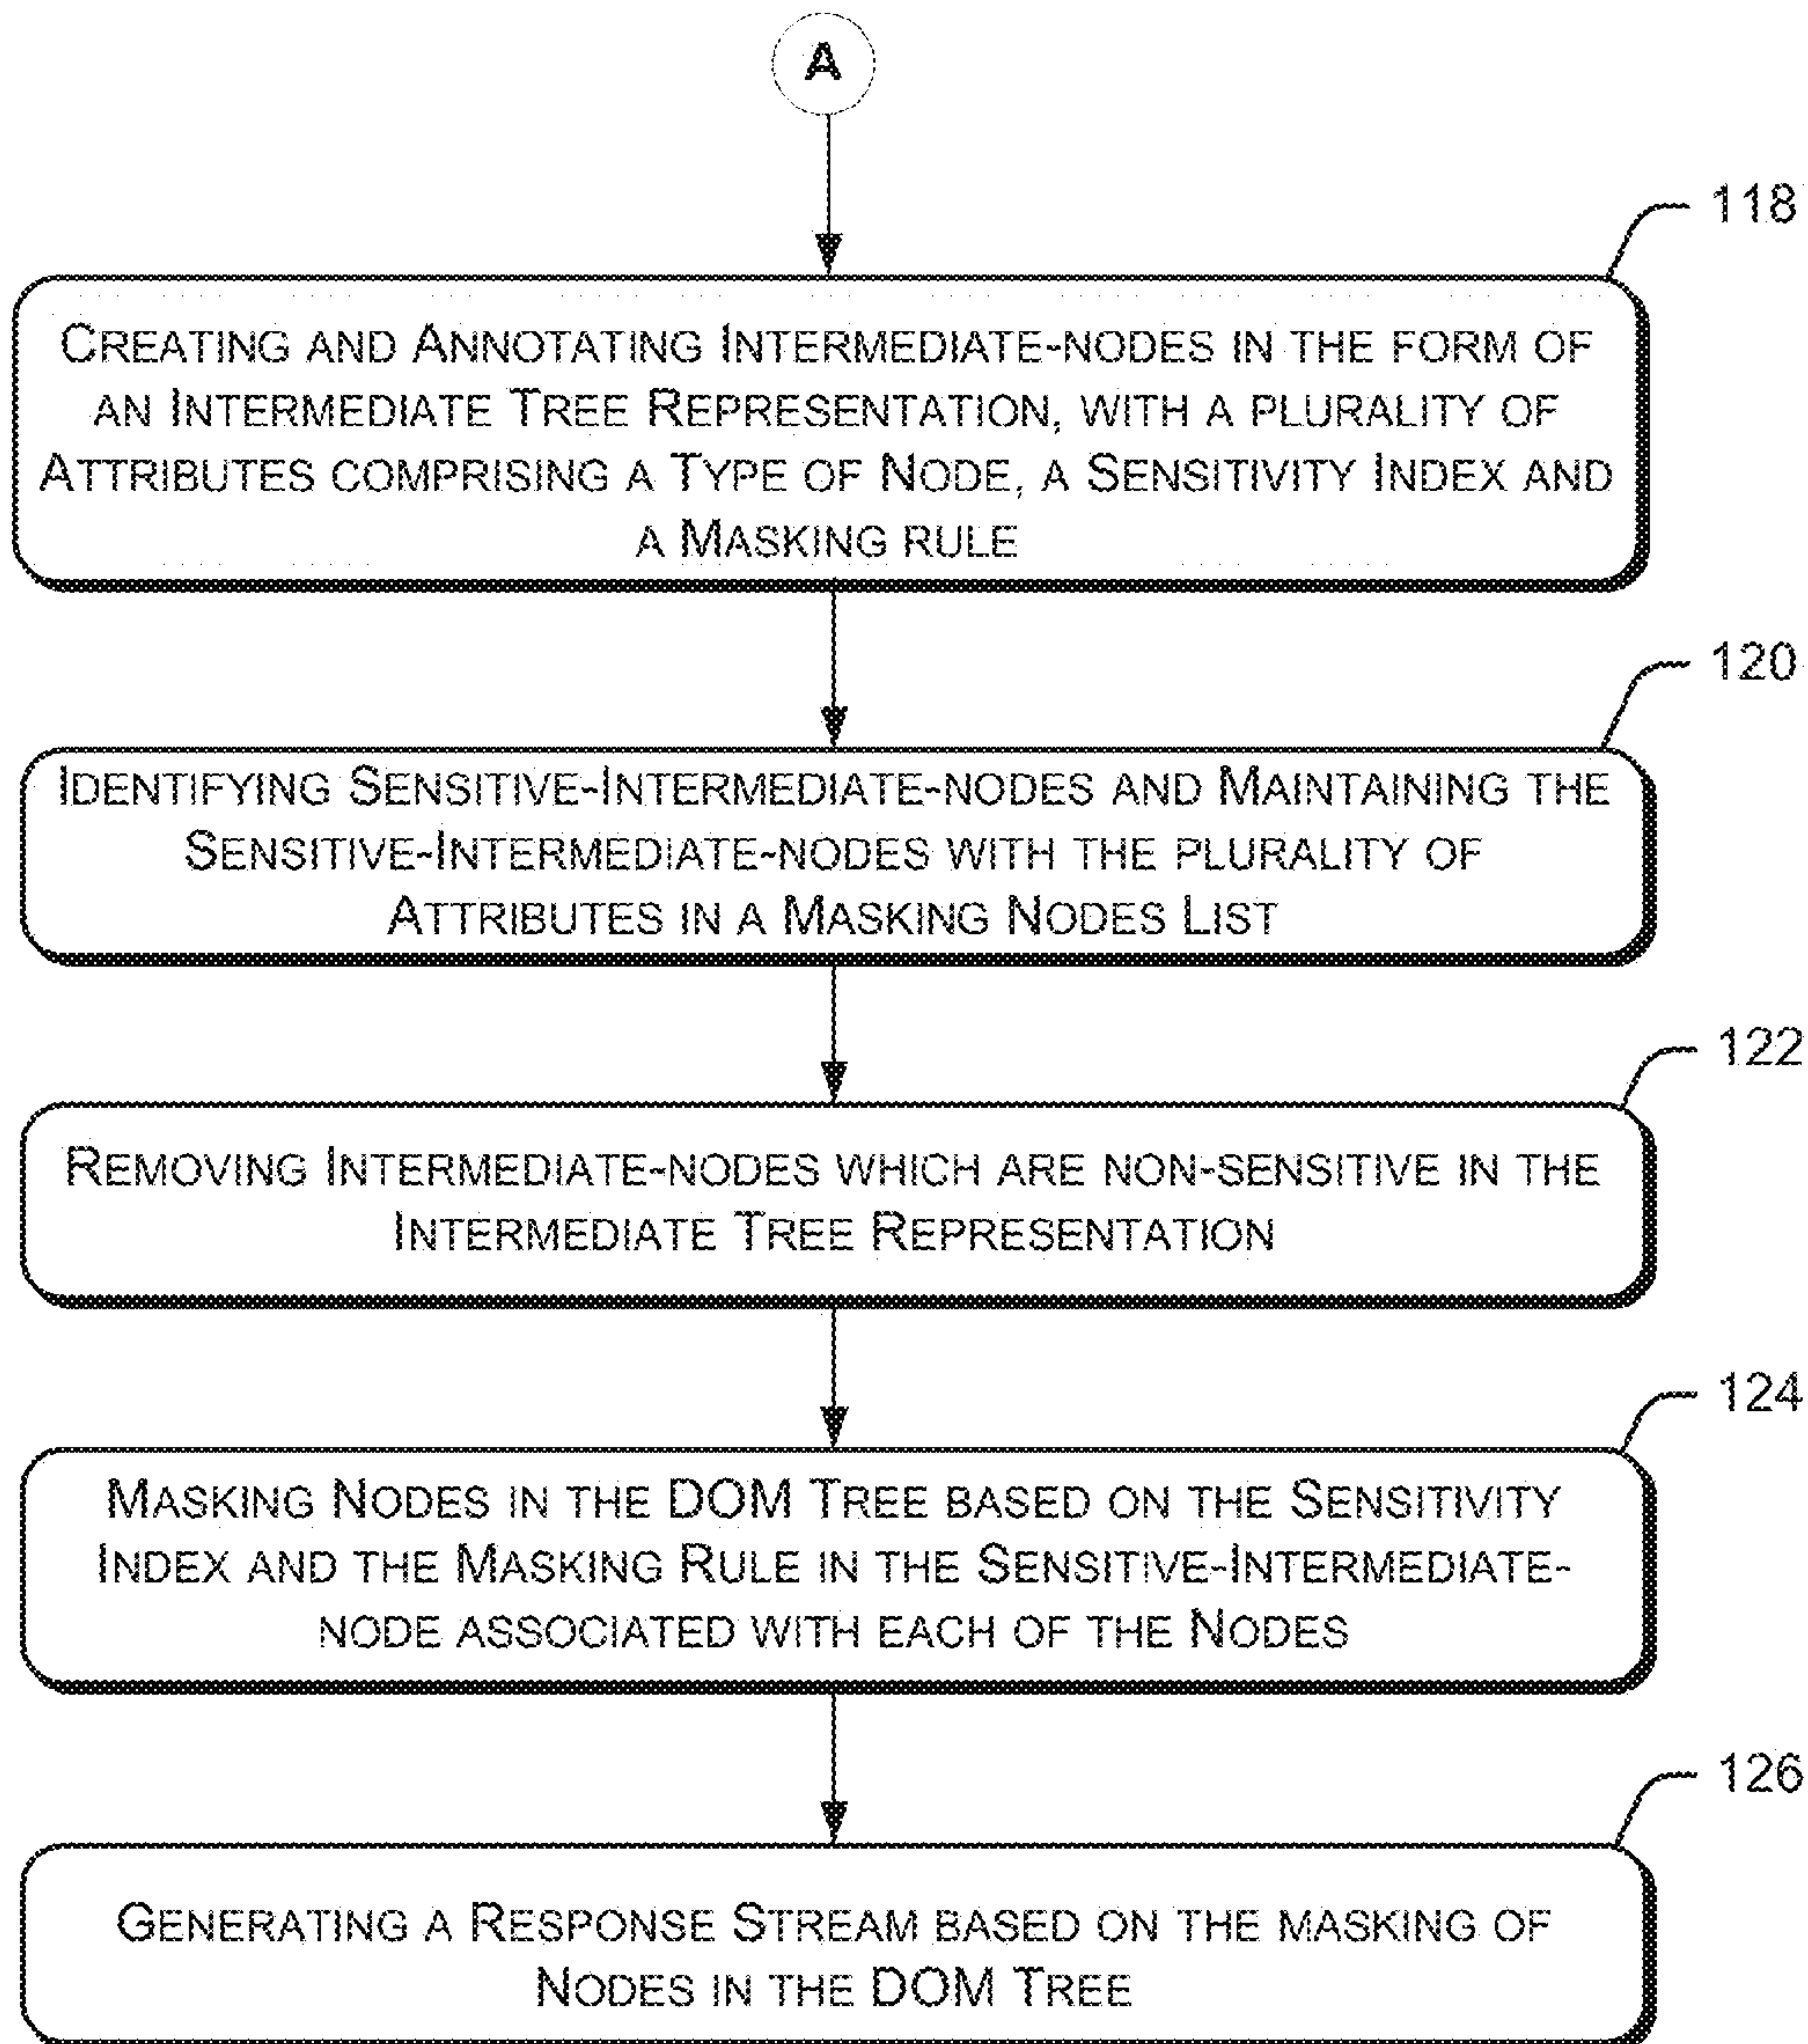 A
118
CREATING AND ANNOTATING INTERMEDIATE-NODES IN THE FORM OF
AN INTERMEDIATE TREE REPRESENTATION, WITH A PLURALITY OF
ATTRIBUTES COMPRISING A TYPE OF NODE, A SENSITIVITY INDEX AND
A MASKING RULE
120
IDENTIFYING SENSITIVE-INTERMEDIATE-NODES AND MAINTAINING THE
SENSITIVE-INTERMEDIATE-NODES WITH THE PLURALITY OF
ATTRIBUTES IN A MASKING NODES LIST
122
REMOVING INTERMEDIATE-NODES WHICH ARE NON-SENSITIVE IN THE
INTERMEDIATE TREE REPRESENTATION
124
MASKING NODES IN THE DOM TREE BASED ON THE SENSITIVITY
INDEX AND THE MASKING RULE IN THE SENSITIVE-INTERMEDIATE-
NODE ASSOCIATED WITH EACH OF THE NODES
126
GENERATING A RESPONSE STREAM BASED ON THE MASKING OF
NODES IN THE DOM TREE